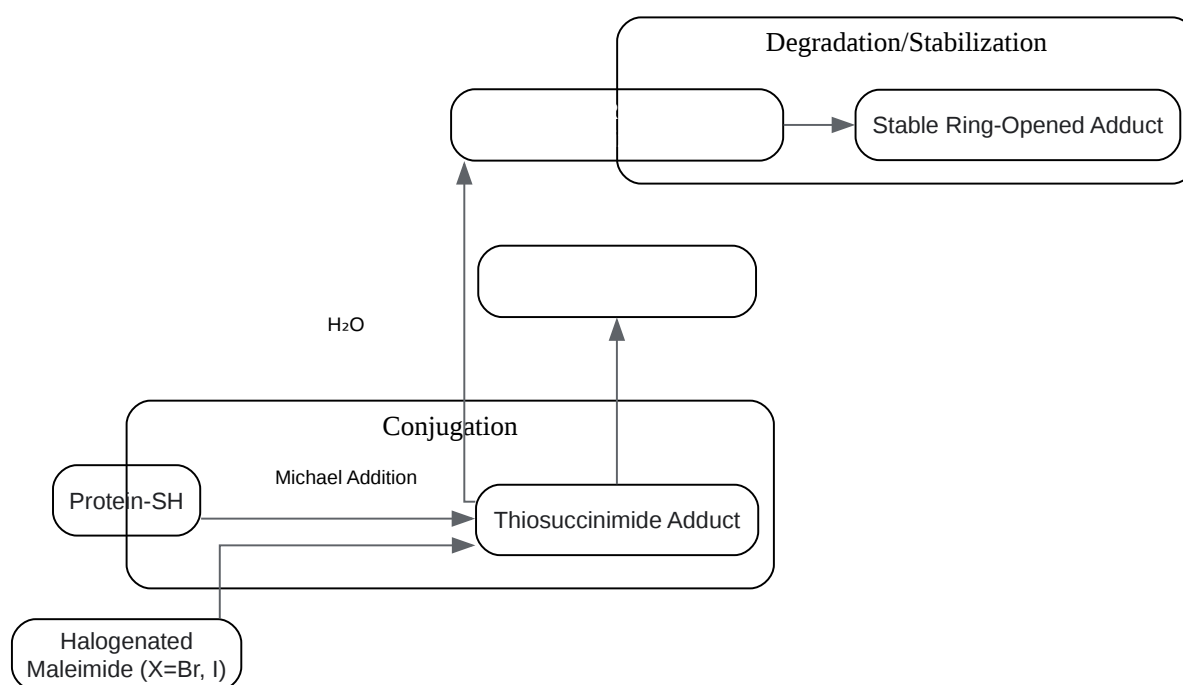 Degradation/Stabilization
Stable Ring-Opened Adduct
H₂O
Conjugation
Michael Addition
Protein-SH
Thiosuccinimide Adduct
Halogenated
Maleimide (X=Br, I)